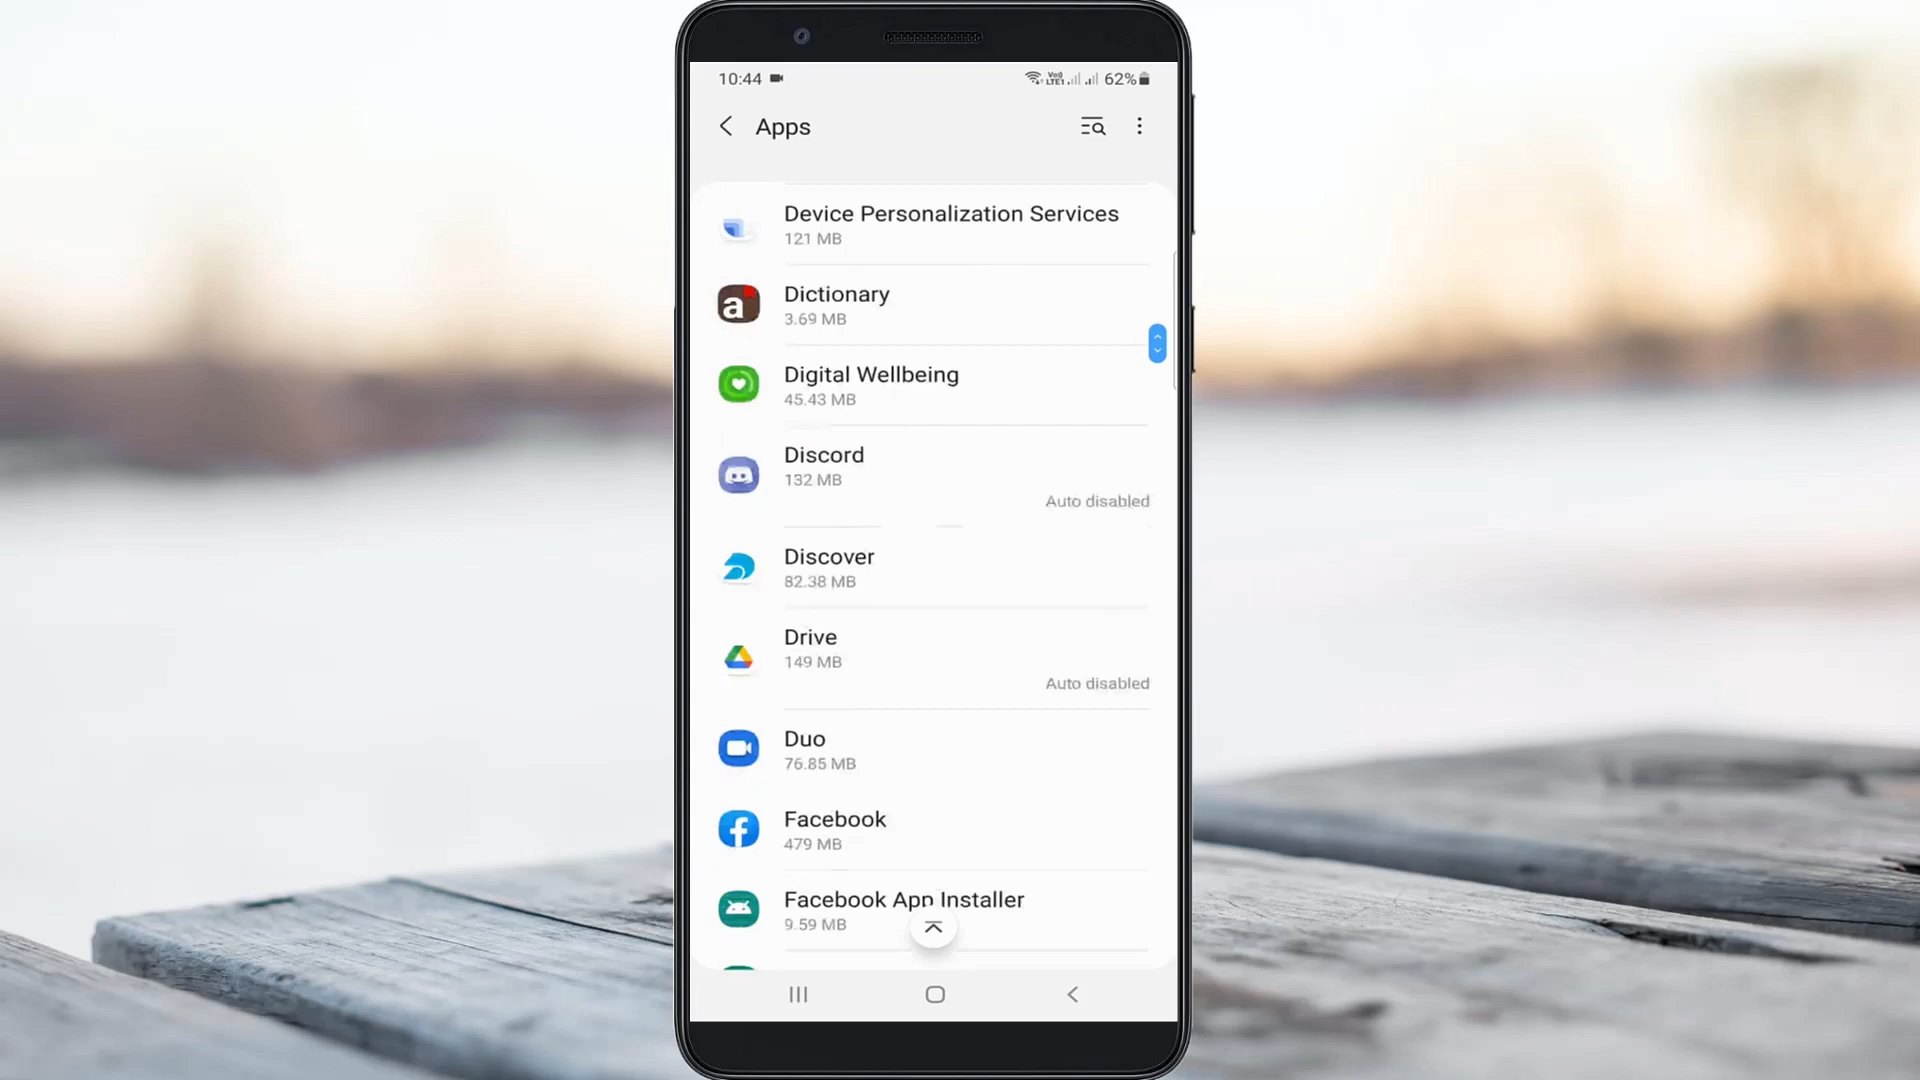 10:44 Vo) LTE1 62%
Apps
Device Personalization Services
121 MB
Dictionary
3.69 MB
Digital Wellbeing
45.43 MB
Discord
132 MB
Auto disabled
Discover
82.38 MB
Drive
149 MB
Auto disabled
Duo
76.85 MB
Facebook
479 MB
Facebook App Installer
9.59 MB